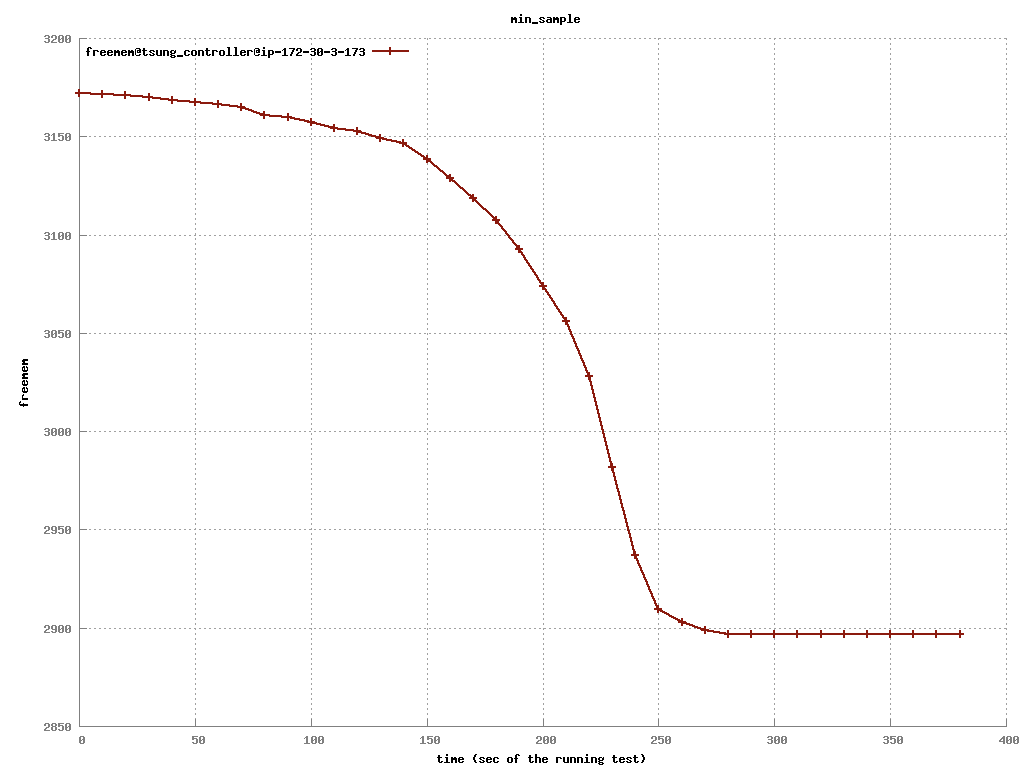 min_sample
freemem@tsung_controller@ip-172-30-3-173
3200
3150
3100
3050
3000
2950
2900
2850
freemem
0 50 100 150 200 250 300 350 400
time (sec of the running test)